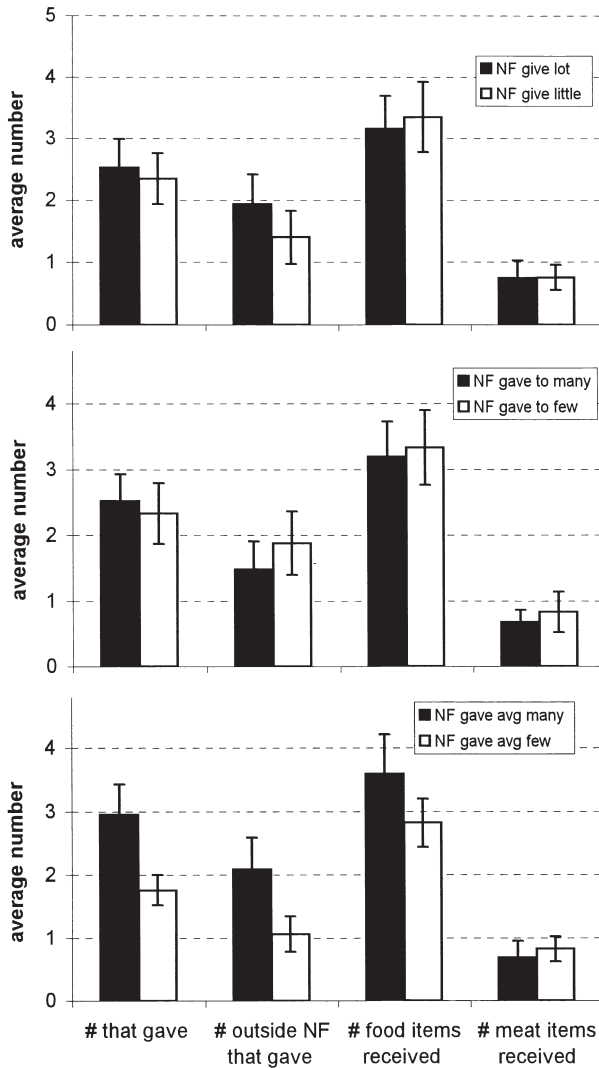 5
4
3
2
1
0
average number
NF give lot
NF give little
4
3
2
1
0
average number
NF gave to many
NF gave to few
4
3
2
1
0
average number
NF gave avg many
NF gave avg few
# that gave
# outside NF
that gave
# food items
received
# meat items
received